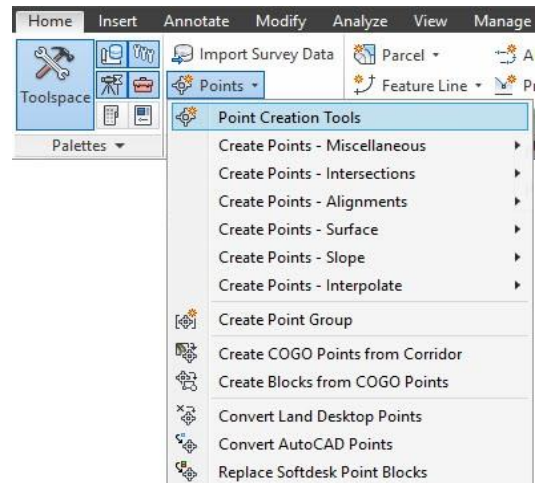 Home Insert Annotate Modify Analyze View Manage
Import Survey Data Parcel
Points Feature Line
Toolspace
Palettes
Point Creation Tools
Create Points - Miscellaneous
Create Points - Intersections
Create Points - Alignments
Create Points - Surface
Create Points - Slope
Create Points - Interpolate
Create Point Group
Create COGO Points from Corridor
Create Blocks from COGO Points
Convert Land Desktop Points
Convert AutoCAD Points
Replace Softdesk Point Blocks